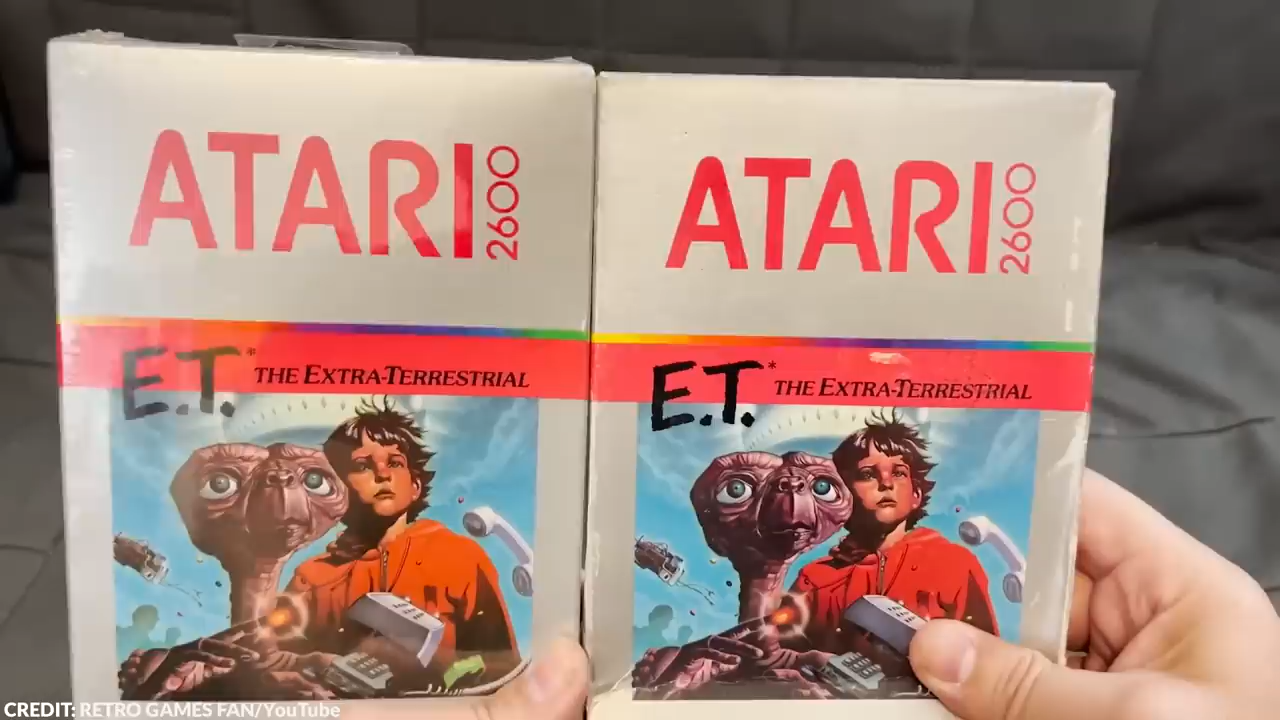 ATARI 2600
E.T.* THE EXTRA-TERRESTRIAL
ATARI 2600
E.T.* THE EXTRA-TERRESTRIAL
CREDIT: RETRO GAMES FAN/YouTube